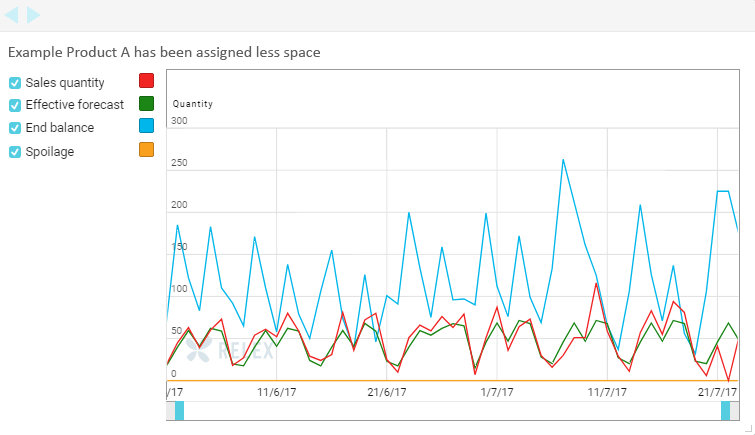 Example Product A has been assigned less space
Sales quantity
Effective forecast
End balance
Spoilage
Quantity
300
250
200
150
100
50
0
RELEX
/17
11/6/17
21/6/17
1/7/17
11/7/17
21/7/17